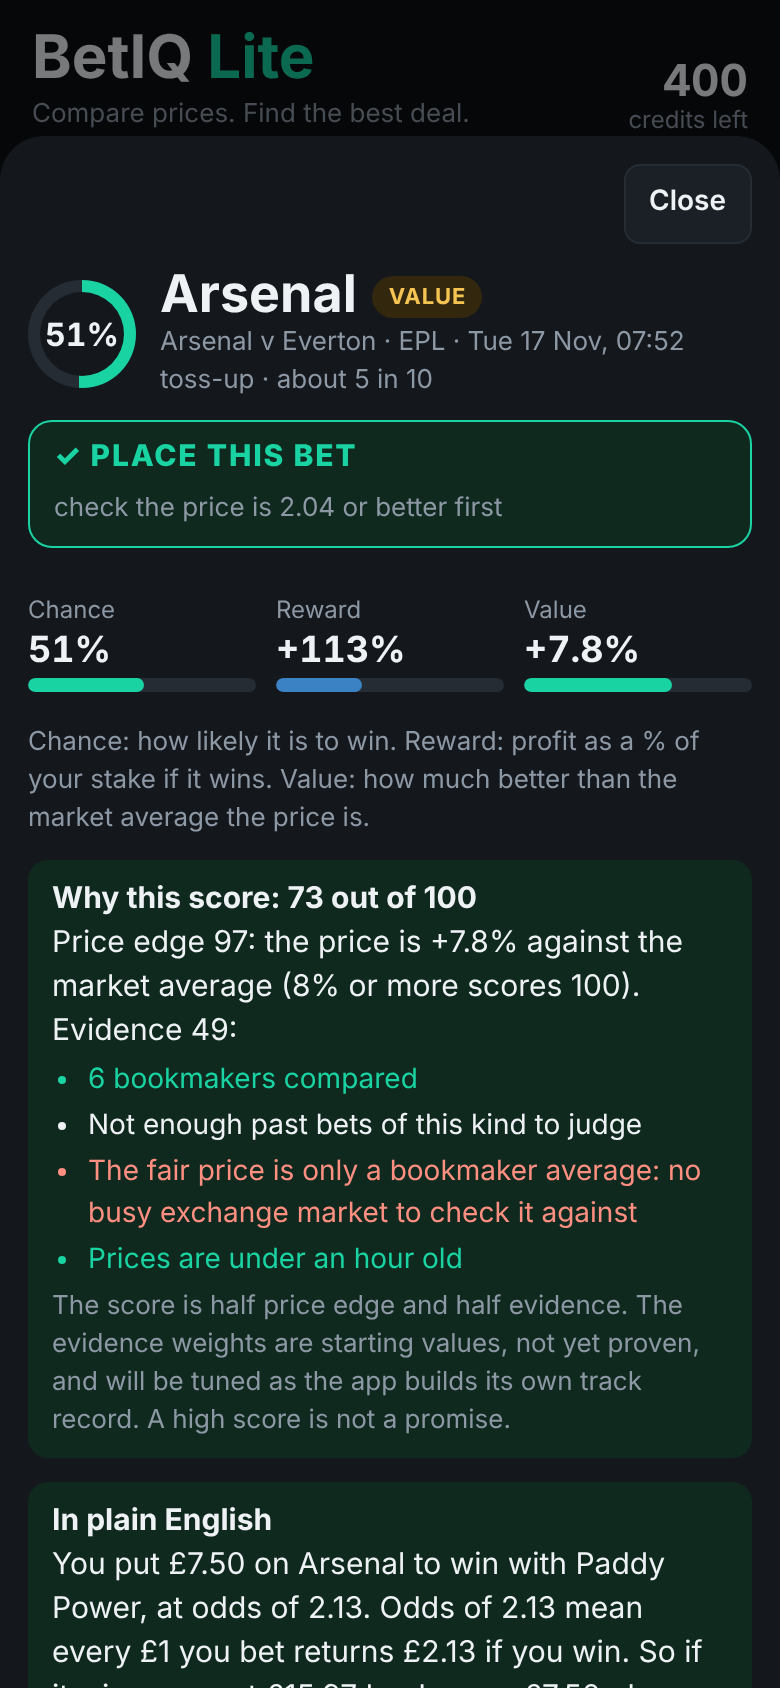 BetIQ Lite
Compare prices. Find the best deal.
400
credits left
Close
51%
Arsenal VALUE
Arsenal v Everton · EPL · Tue 17 Nov, 07:52
toss-up · about 5 in 10
✓ PLACE THIS BET
check the price is 2.04 or better first
Chance
51%
Reward
+113%
Value
+7.8%
Chance: how likely it is to win. Reward: profit as a % of
your stake if it wins. Value: how much better than the
market average the price is.
Why this score: 73 out of 100
Price edge 97: the price is +7.8% against the
market average (8% or more scores 100).
Evidence 49:
• 6 bookmakers compared
• Not enough past bets of this kind to judge
• The fair price is only a bookmaker average: no
busy exchange market to check it against
• Prices are under an hour old
The score is half price edge and half evidence. The
evidence weights are starting values, not yet proven,
and will be tuned as the app builds its own track
record. A high score is not a promise.
In plain English
You put £7.50 on Arsenal to win with Paddy
Power, at odds of 2.13. Odds of 2.13 mean
every £1 you bet returns £2.13 if you win. So if